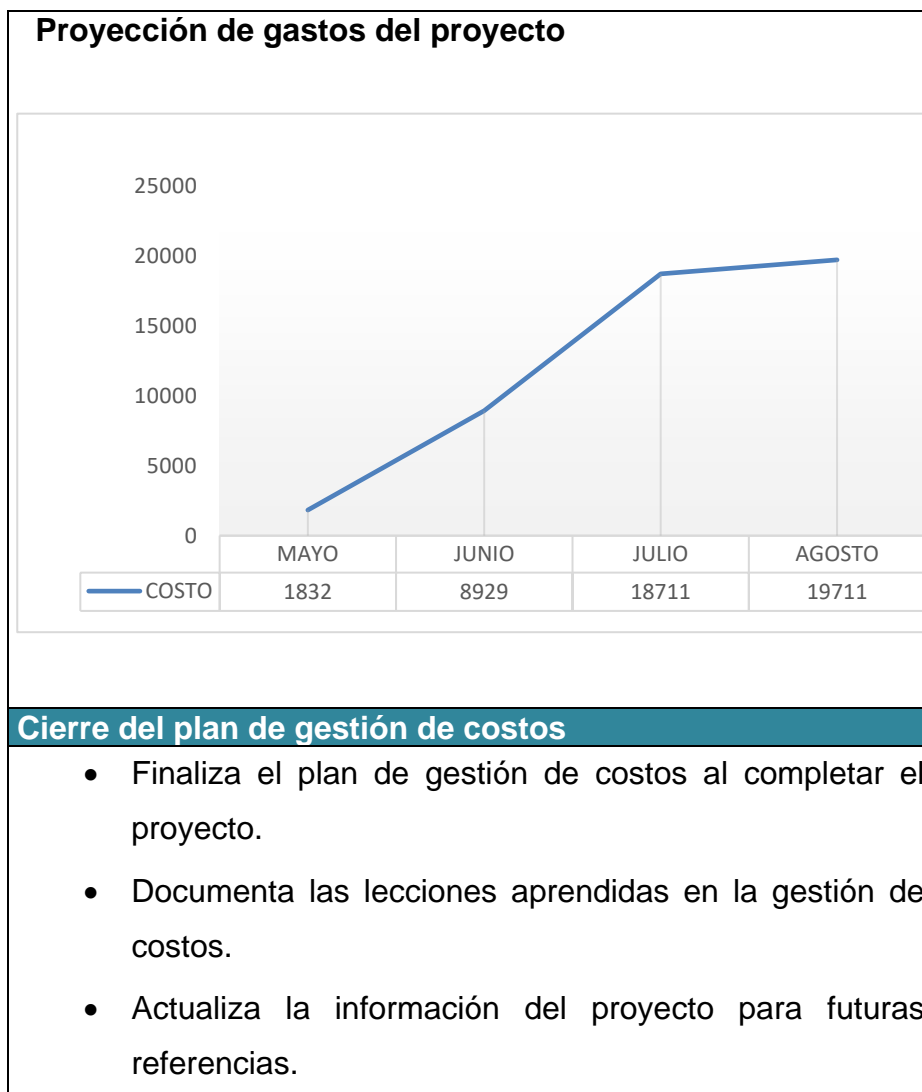 Proyección de gastos del proyecto
25000
20000
15000
10000
5000
0
MAYO JUNIO JULIO AGOSTO
COSTO 1832 8929 18711 19711
Cierre del plan de gestión de costos
• Finaliza el plan de gestión de costos al completar el
proyecto.
• Documenta las lecciones aprendidas en la gestión de
costos.
• Actualiza la información del proyecto para futuras
referencias.